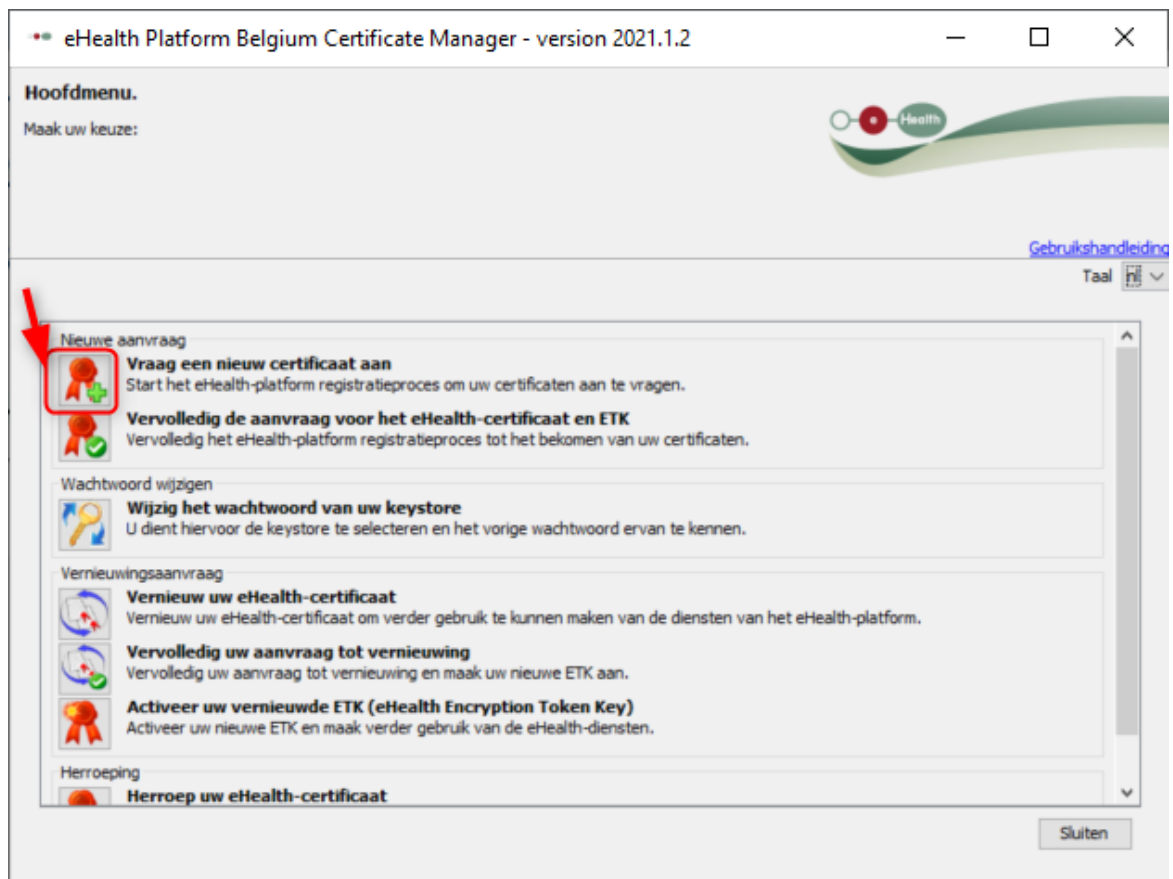 eHealth Platform Belgium Certificate Manager - version 2021.1.2
Hoofdmenu.
Maak uw keuze:
e Health
Gebruikshandleiding
Taal nl
Nieuwe aanvraag
Vraag een nieuw certificaat aan
Start het eHealth-platform registratieproces om uw certificaten aan te vragen.
Vervolledig de aanvraag voor het eHealth-certificaat en ETK
Vervolledig het eHealth-platform registratieproces tot het bekomen van uw certificaten.
Wachtwoord wijzigen
Wijzig het wachtwoord van uw keystore
U dient hiervoor de keystore te selecteren en het vorige wachtwoord ervan te kennen.
Vernieuwingsaanvraag
Vernieuw uw eHealth-certificaat
Vernieuw uw eHealth-certificaat om verder gebruik te kunnen maken van de diensten van het eHealth-platform.
Vervolledig uw aanvraag tot vernieuwing
Vervolledig uw aanvraag tot vernieuwing en maak uw nieuwe ETK aan.
Activeer uw vernieuwde ETK (eHealth Encryption Token Key)
Activeer uw nieuwe ETK en maak verder gebruik van de eHealth-diensten.
Herroeping
Herroep uw eHealth-certificaat
Sluiten